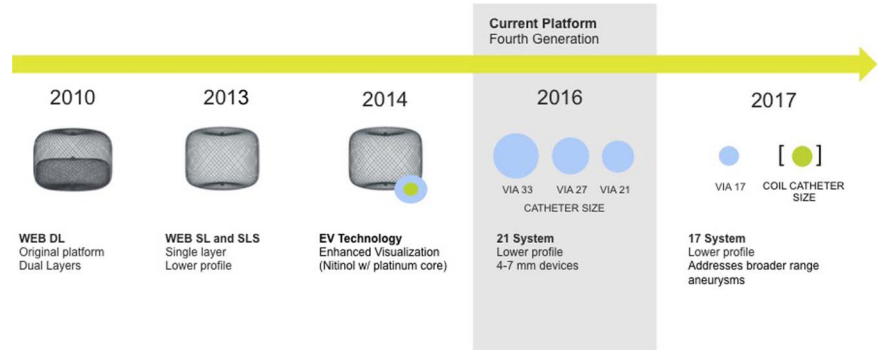 Current Platform
Fourth Generation
2010
2013
2014
2016
2017
VIA 33
VIA 27
VIA 21
CATHETER SIZE
VIA 17
[ ]
COIL CATHETER
SIZE
WEB DL
Original platform
Dual Layers
WEB SL and SLS
Single layer
Lower profile
EV Technology
Enhanced Visualization
(Nitinol w/ platinum core)
21 System
Lower profile
4-7 mm devices
17 System
Lower profile
Addresses broader range
aneurysms